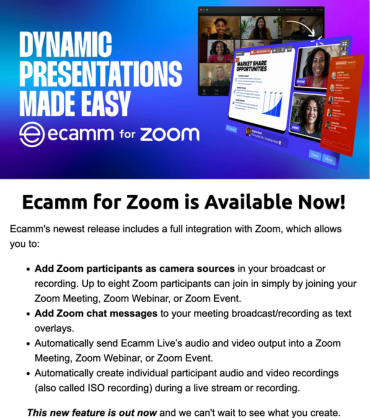 DYNAMIC
PRESENTATIONS
MADE EASY
ecamm for zoom
MARKET SHARE
OPPORTUNITIES
Ecamm for Zoom is Available Now!
Ecamm's newest release includes a full integration with Zoom, which allows
you to:
• Add Zoom participants as camera sources in your broadcast or
recording. Up to eight Zoom participants can join in simply by joining your
Zoom Meeting, Zoom Webinar, or Zoom Event.
• Add Zoom chat messages to your meeting broadcast/recording as text
overlays.
• Automatically send Ecamm Live's audio and video output into a Zoom
Meeting, Zoom Webinar, or Zoom Event.
• Automatically create individual participant audio and video recordings
(also called ISO recording) during a live stream or recording.
This new feature is out now and we can't wait to see what you create.